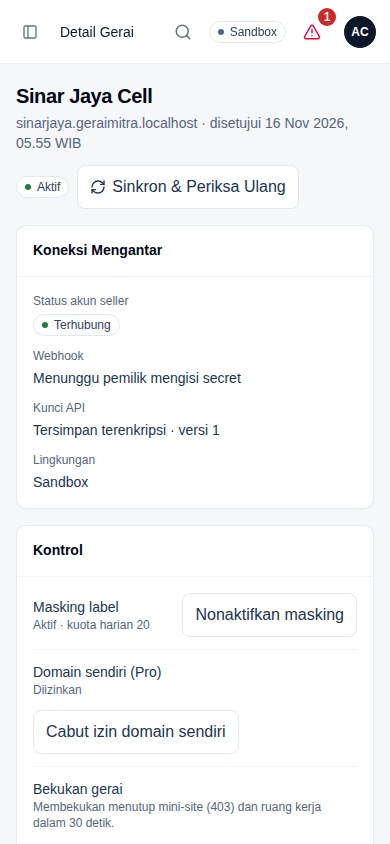 Detail Gerai
Sandbox
1
AC
Sinar Jaya Cell
sinarjaya.geraimitra.localhost · disetujui 16 Nov 2026,
05.55 WIB
Aktif
Sinkron & Periksa Ulang
Koneksi Mengantar
Status akun seller
Terhubung
Webhook
Menunggu pemilik mengisi secret
Kunci API
Tersimpan terenkripsi · versi 1
Lingkungan
Sandbox
Kontrol
Masking label
Aktif · kuota harian 20
Nonaktifkan masking
Domain sendiri (Pro)
Diizinkan
Cabut izin domain sendiri
Bekukan gerai
Membekukan menutup mini-site (403) dan ruang kerja
dalam 30 detik.